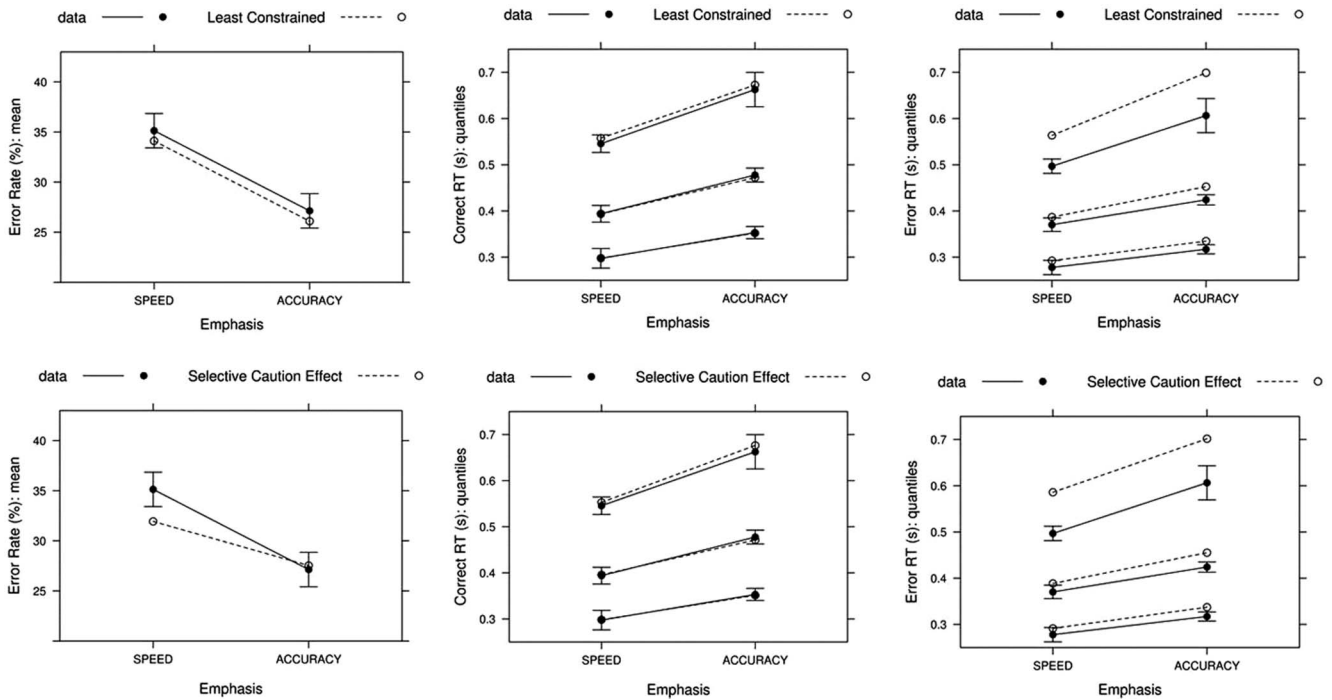 data Least Constrained
Error Rate (%): mean
40
35
30
25
SPEED ACCURACY
Emphasis
data Least Constrained
Correct RT (s): quantiles
0.7
0.6
0.5
0.4
0.3
SPEED ACCURACY
Emphasis
data Least Constrained
Error RT (s): quantiles
0.7
0.6
0.5
0.4
0.3
SPEED ACCURACY
Emphasis
data Selective Caution Effect
Error Rate (%): mean
40
35
30
25
SPEED ACCURACY
Emphasis
data Selective Caution Effect
Correct RT (s): quantiles
0.7
0.6
0.5
0.4
0.3
SPEED ACCURACY
Emphasis
data Selective Caution Effect
Error RT (s): quantiles
0.7
0.6
0.5
0.4
0.3
SPEED ACCURACY
Emphasis